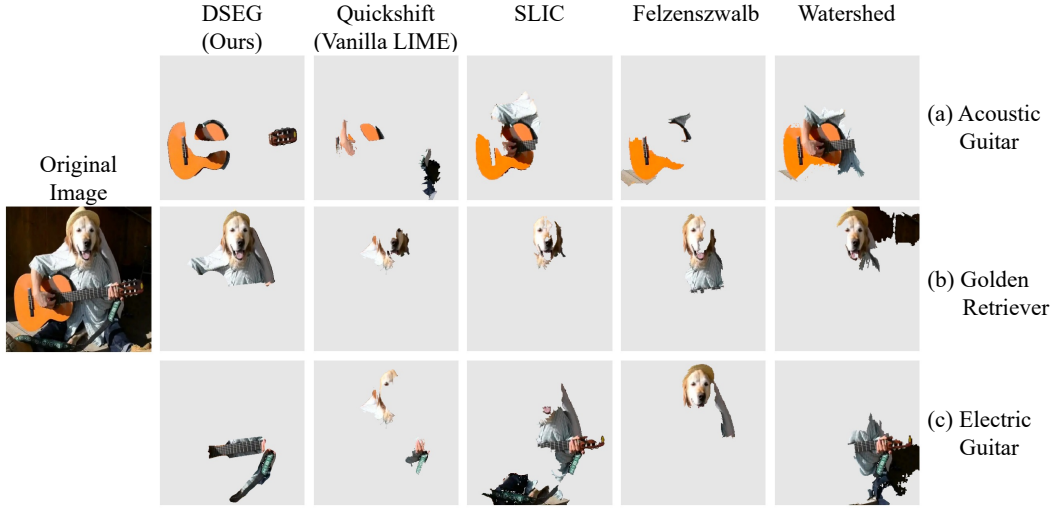 DSEG
(Ours)
Quickshift
(Vanilla LIME)
SLIC
Felzenszwalb
Watershed
(a) Acoustic
Guitar
Original
Image
(b) Golden
Retriever
(c) Electric
Guitar